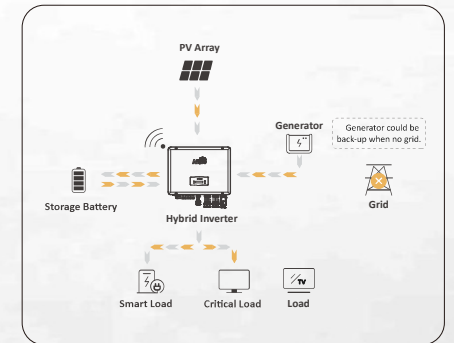 PV Array
Generator
Generator could be
back-up when no grid.
Storage Battery
Hybrid Inverter
Grid
TV
Smart Load
Critical Load
Load